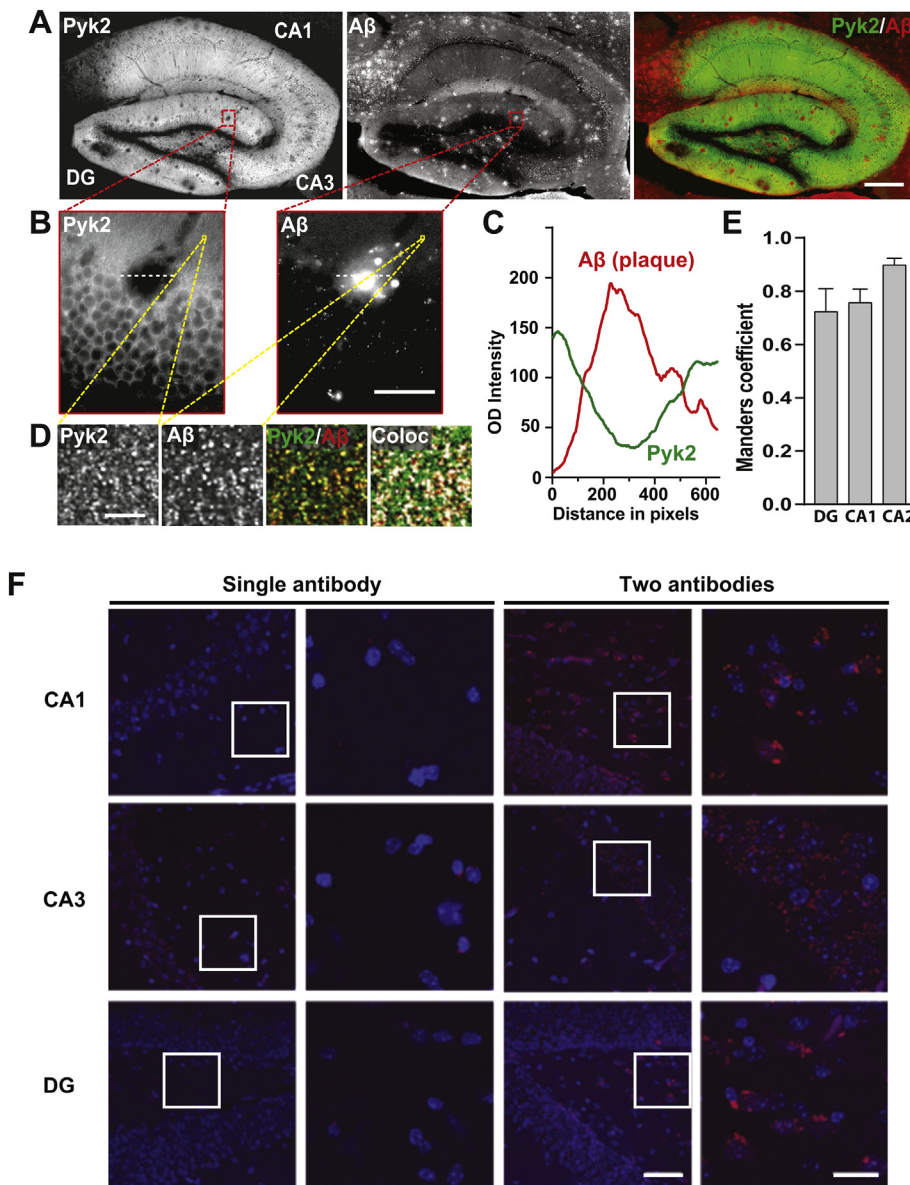 A Pyk2 CA1 Aβ Pyk2/Aβ
DG CA3
B Pyk2 Aβ
C
Aβ (plaque)
Pyk2
OD Intensity
200
150
100
50
0
0 200 400 600
Distance in pixels
E
Manders coefficient
1.0
0.8
0.6
0.4
0.2
0.0
DG CA1 CA2
D Pyk2 Aβ Pyk2/Aβ Coloc
F
Single antibody Two antibodies
CA1
CA3
DG